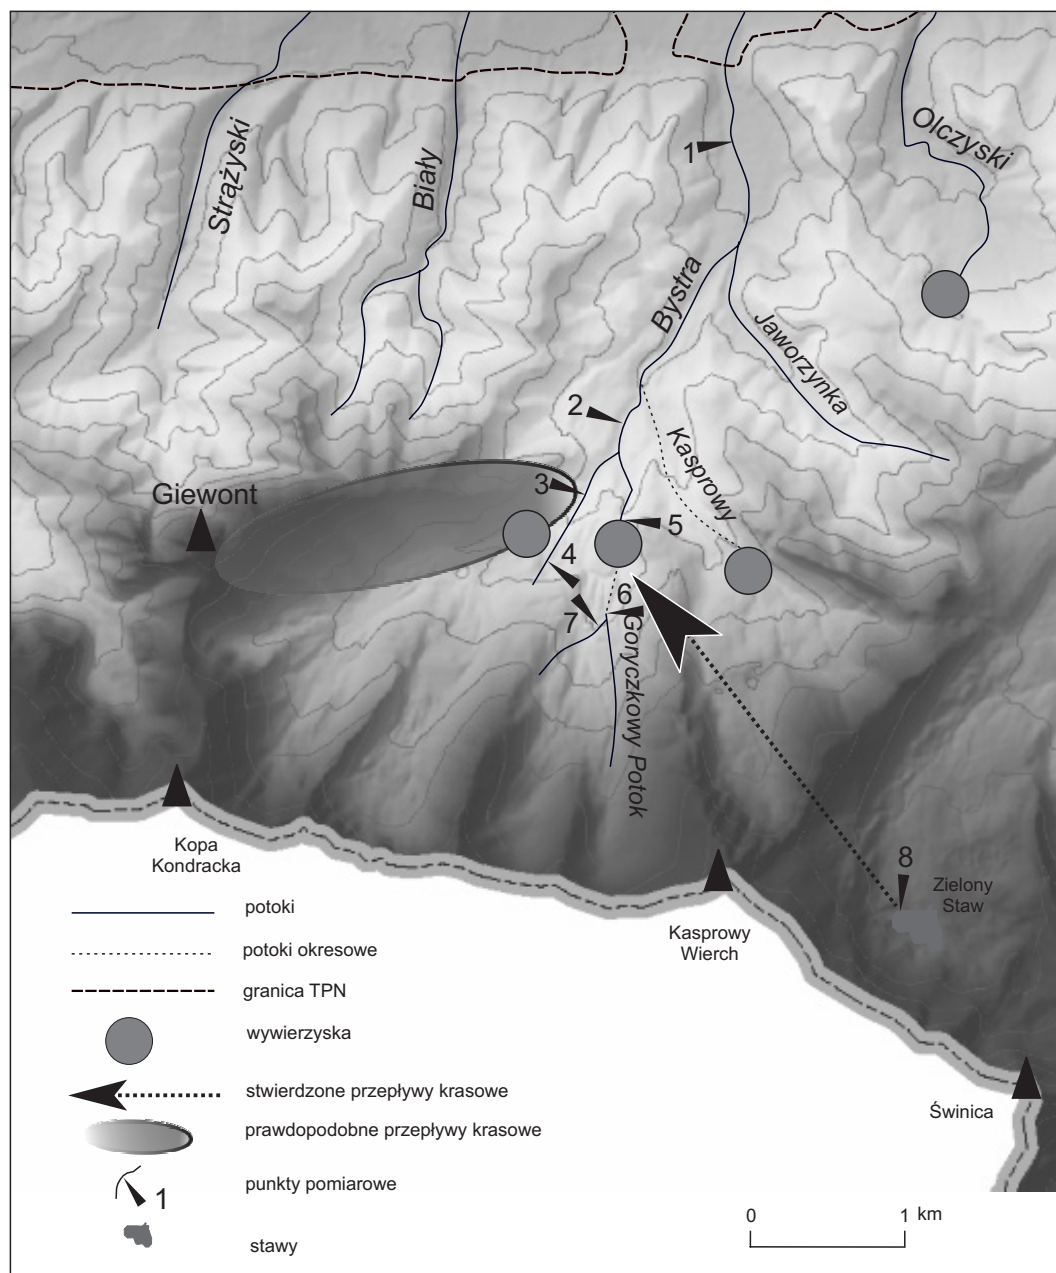 Strążyski
Biały
1
Olczyski
Bystra
Jaworzynka
2
Kasprowy
Giewont
3
5
4
6
7
Goryczkowy Potok
8
Zielony
Staw
Kopa
Kondracka
Kasprowy
Wierch
Świnica
potoki
potoki okresowe
granica TPN
wywierzyska
stwierdzone przepływy krasowe
prawdopodobne przepływy krasowe
1
punkty pomiarowe
stawy
0 1 km